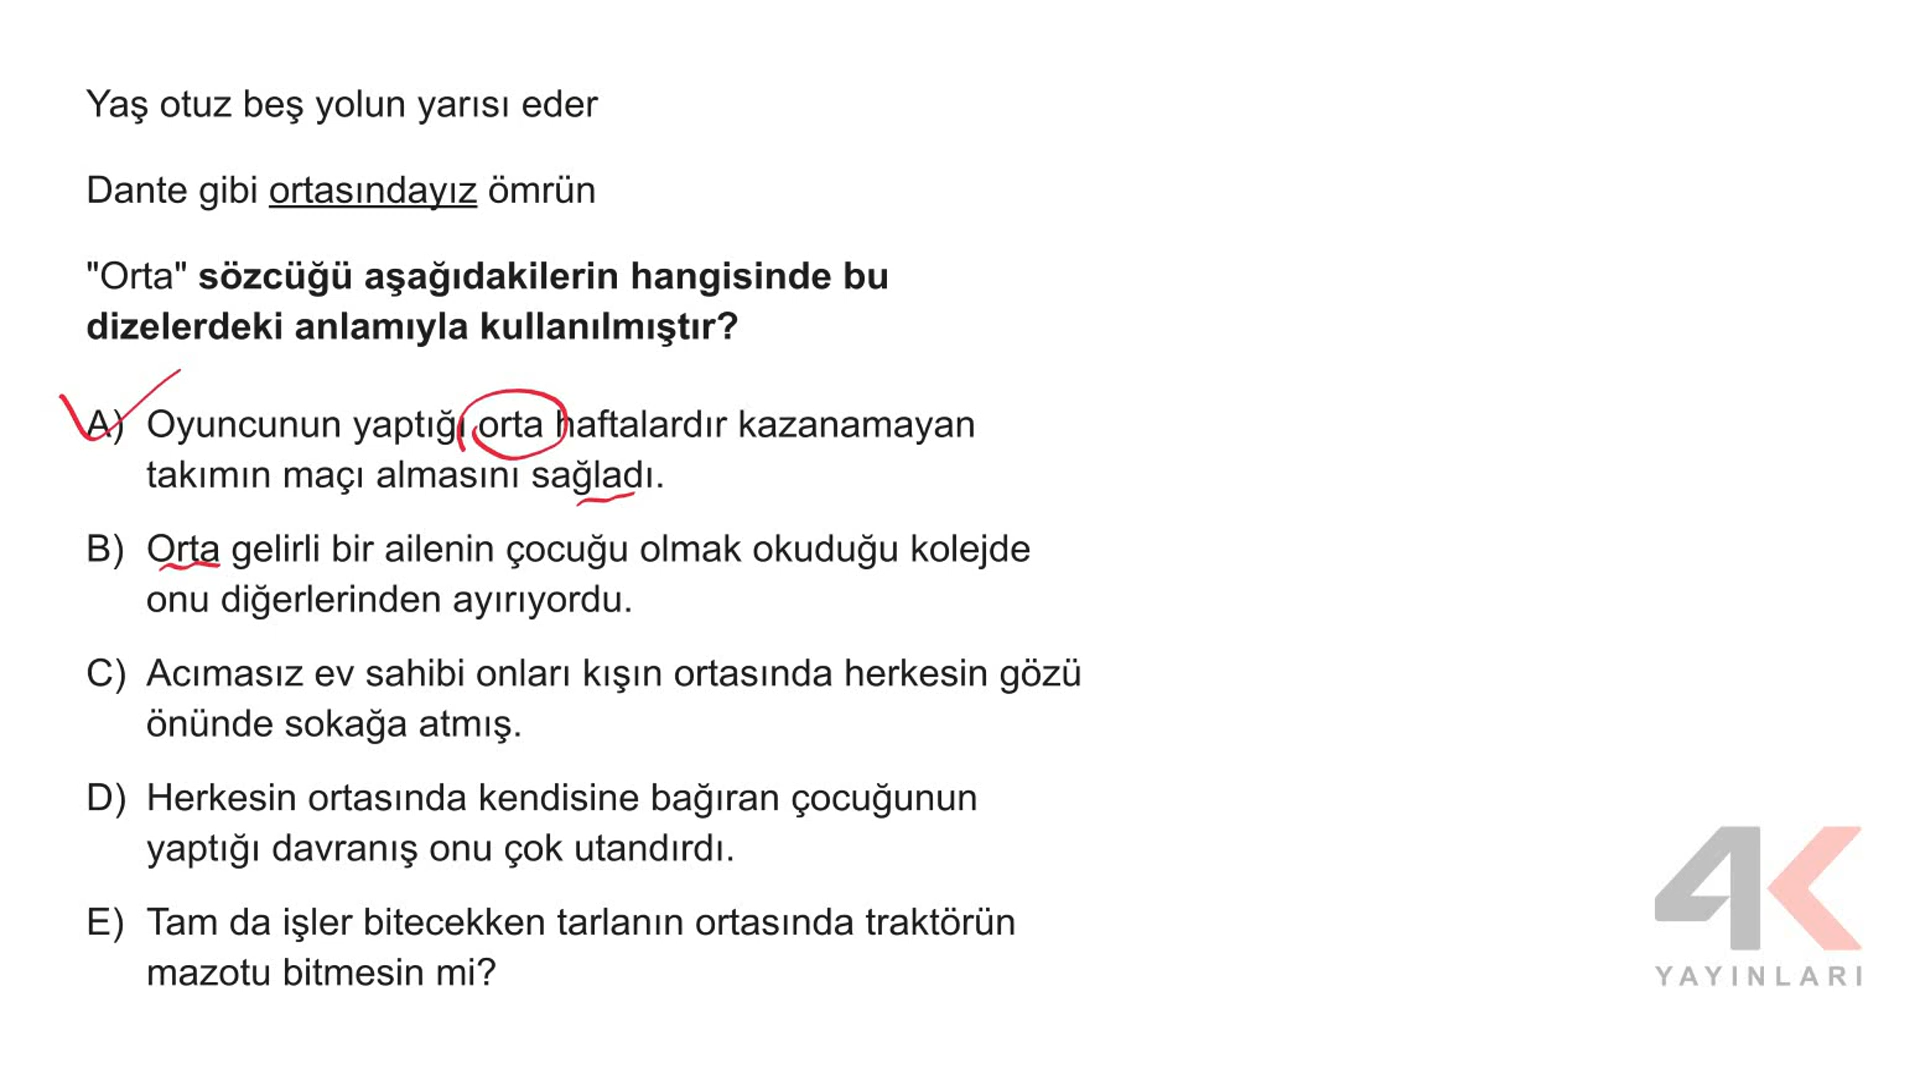 Yaş otuz beş yolun yarısı eder
Dante gibi ortasındayız ömrün
"Orta" sözcüğü aşağıdakilerin hangisinde bu
dizelerdeki anlamıyla kullanılmıştır?
A) Oyuncunun yaptığı orta haftalardır kazanamayan
takımın maçı almasını sağladı.
B) Orta gelirli bir ailenin çocuğu olmak okuduğu kolejde
onu diğerlerinden ayırıyordu.
C) Acımasız ev sahibi onları kışın ortasında herkesin gözü
önünde sokağa atmış.
D) Herkesin ortasında kendisine bağıran çocuğunun
yaptığı davranış onu çok utandırdı.
E) Tam da işler bitecekken tarlanın ortasında traktörün
mazotu bitmesin mi?
4K
YAYINLARI